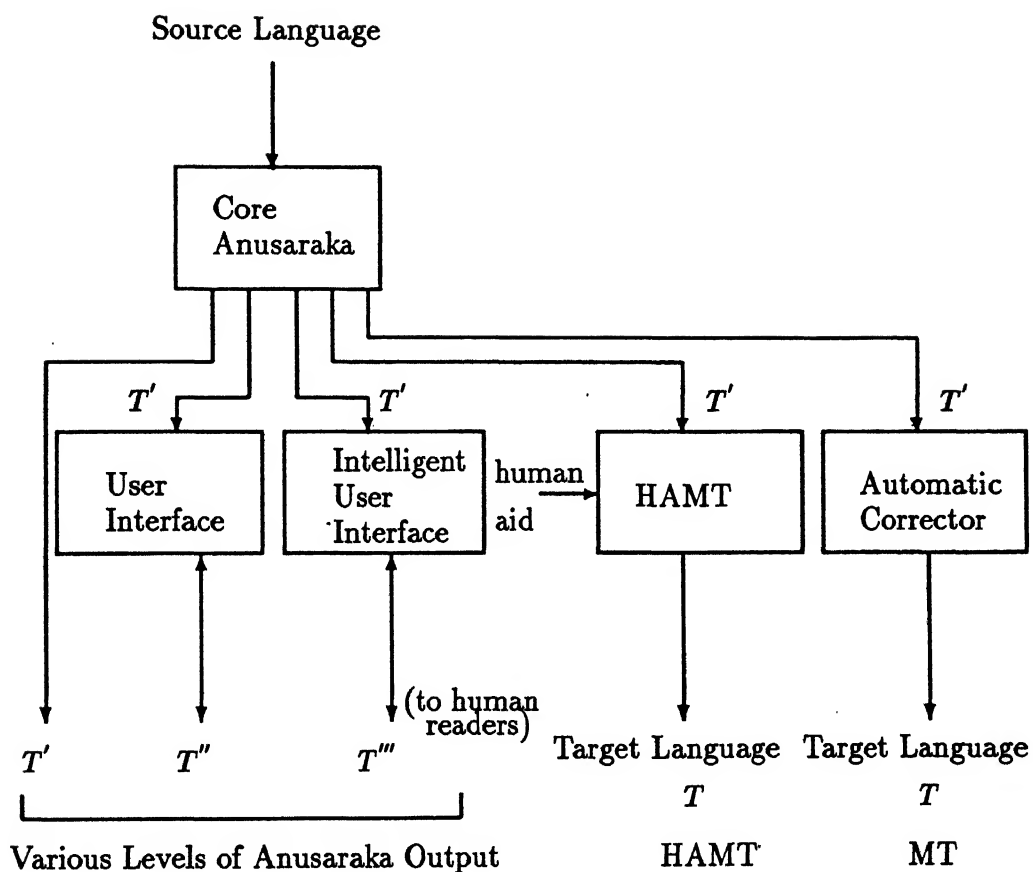 Source Language
Core
Anusaraka
T′ T′ T′ T′
User
Interface
Intelligent
User
Interface
human
aid
HAMT
Automatic
Corrector
(to human
readers)
T′ T″ T‴
Target Language
T
HAMT
Target Language
T
MT
Various Levels of Anusaraka Output